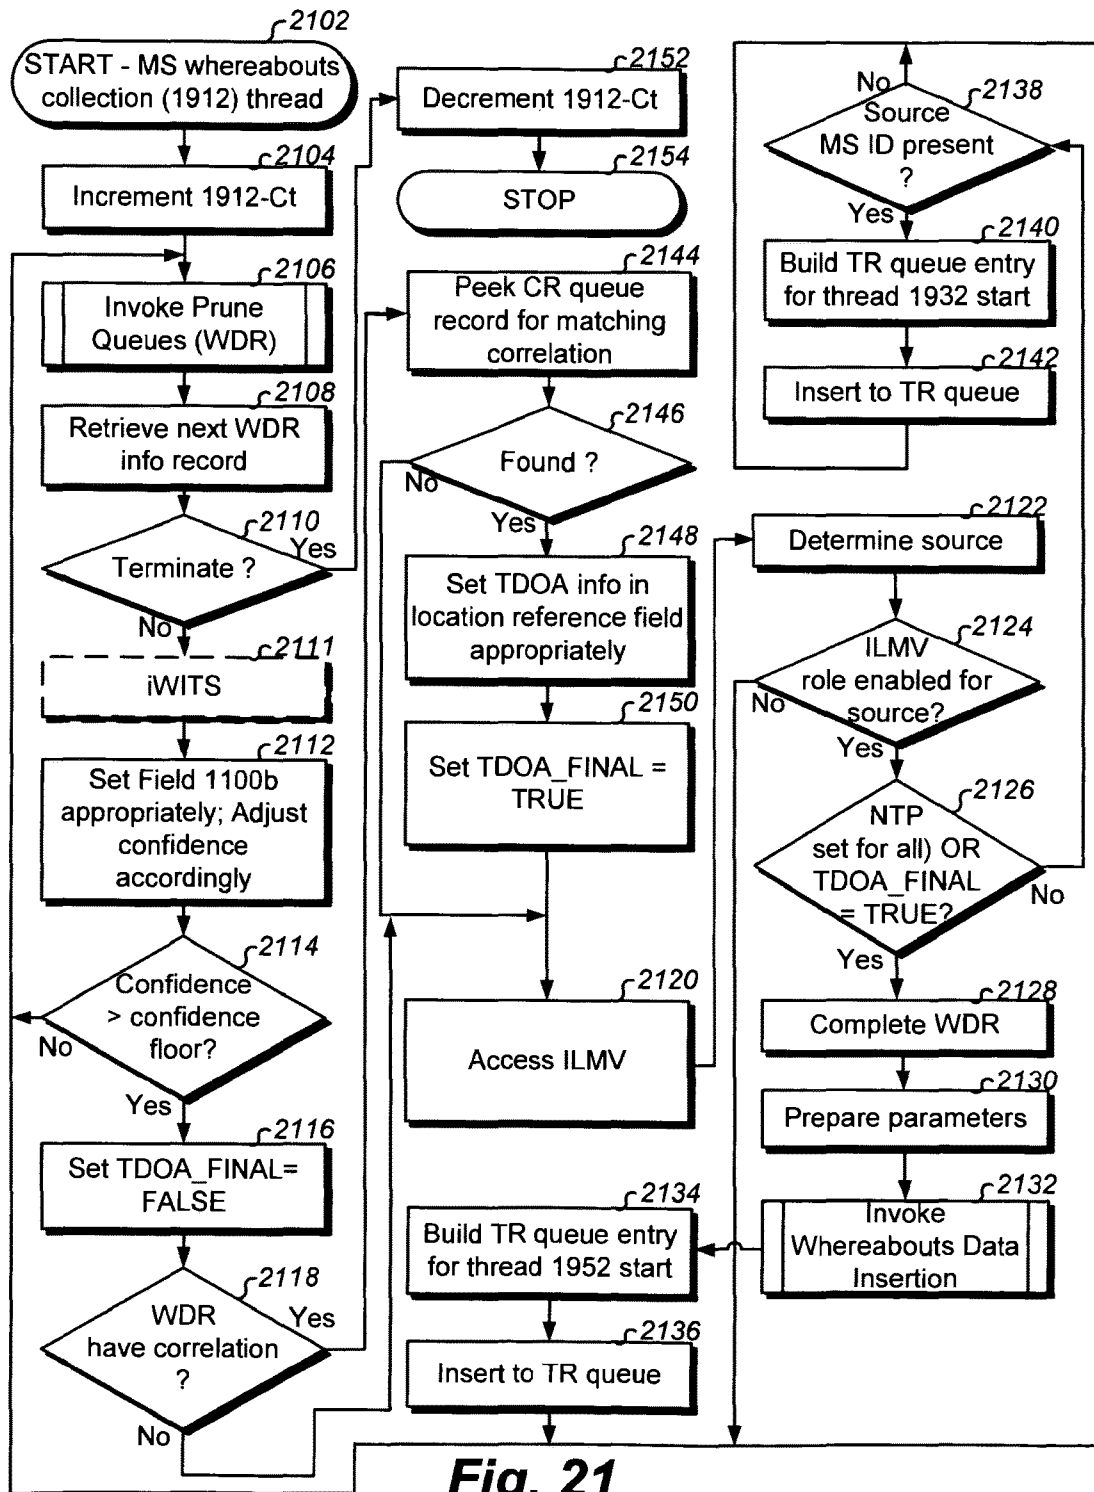 2102
START - MS whereabouts
collection (1912) thread
2104
Increment 1912-Ct
2106
Invoke Prune
Queues (WDR)
2108
Retrieve next WDR
info record
2110
Terminate ?
Yes
No
2111
iWITS
2112
Set Field 1100b
appropriately; Adjust
confidence
accordingly
2114
Confidence
> confidence
floor?
No
Yes
2116
Set TDOA_FINAL=
FALSE
2118
WDR
have correlation
?
Yes
No
2152
Decrement 1912-Ct
2154
STOP
2144
Peek CR queue
record for matching
correlation
2146
Found ?
No
Yes
2148
Set TDOA info in
location reference field
appropriately
2150
Set TDOA_FINAL =
TRUE
2120
Access ILMV
2134
Build TR queue entry
for thread 1952 start
2136
Insert to TR queue
No
2138
Source
MS ID present
?
Yes
2140
Build TR queue entry
for thread 1932 start
2142
Insert to TR queue
2122
Determine source
2124
ILMV
role enabled for
source?
No
Yes
2126
NTP
set for all) OR
TDOA_FINAL
= TRUE?
No
Yes
2128
Complete WDR
2130
Prepare parameters
2132
Invoke
Whereabouts Data
Insertion
Fig. 21